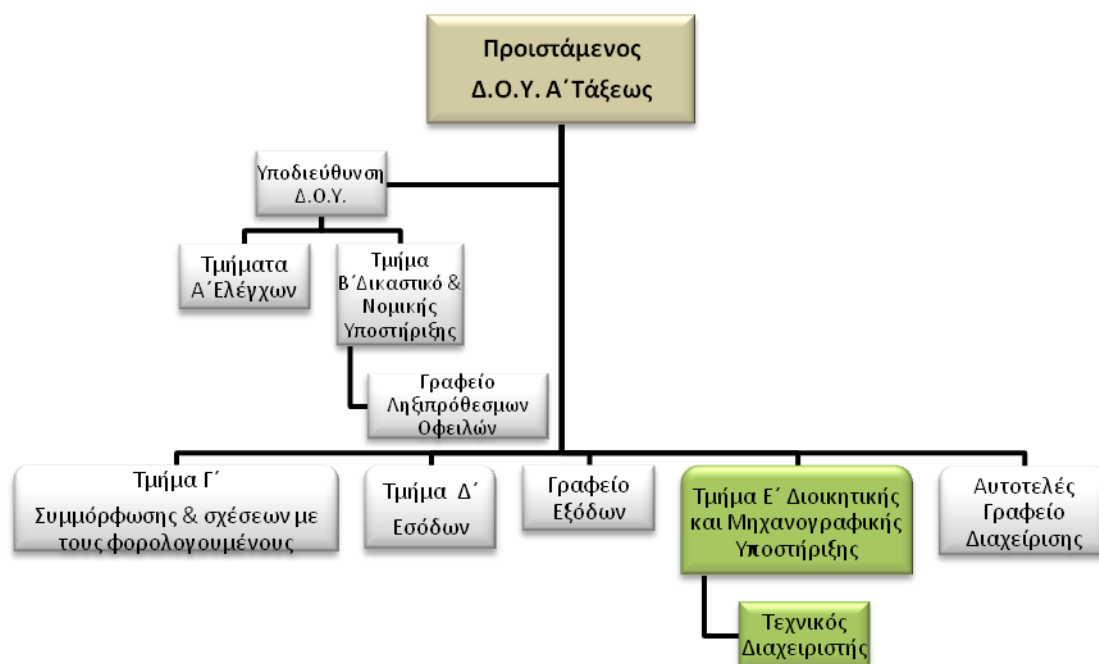 Προιστάμενος
Δ.Ο.Υ. Α΄Τάξεως
Υποδιεύθυνση
Δ.Ο.Υ.
Τμήματα
Α΄Ελέγχων
Τμήμα
Β΄Δικαστικό &
Νομικής
Υποστήριξης
Γραφείο
Ληξιπρόθεσμων
Οφειλών
Τμήμα Γ΄
Συμμόρφωσης & σχέσεων με
τους φορολογουμένους
Τμήμα Δ΄
Εσόδων
Γραφείο
Εξόδων
Τμήμα Ε΄ Διοικητικής
και Μηχανογραφικής
Υποστήριξης
Τεχνικός
Διαχειριστής
Αυτοτελές
Γραφείο
Διαχείρισης